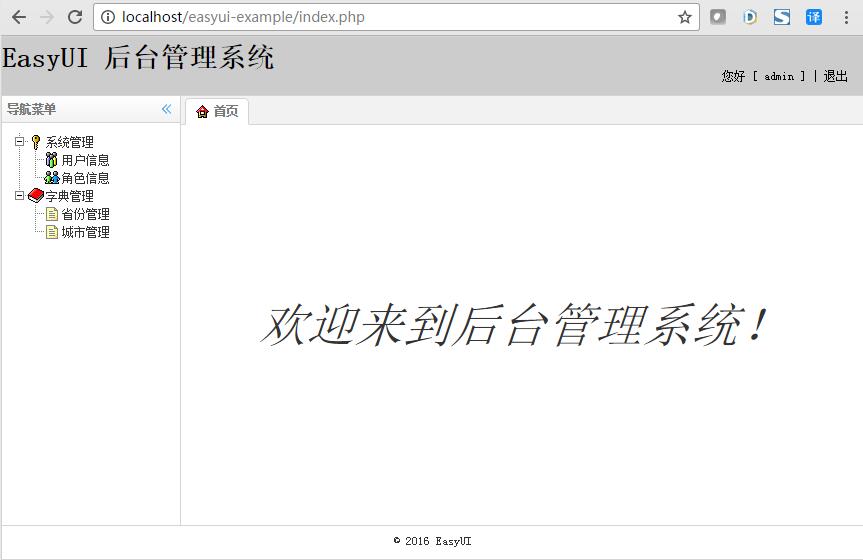 localhost/easyui-example/index.php
译
EasyUI 后台管理系统
您好 [ admin ] | 退出
导航菜单
首页
系统管理
用户信息
角色信息
字典管理
省份管理
城市管理
欢迎来到后台管理系统！
© 2016 EasyUI